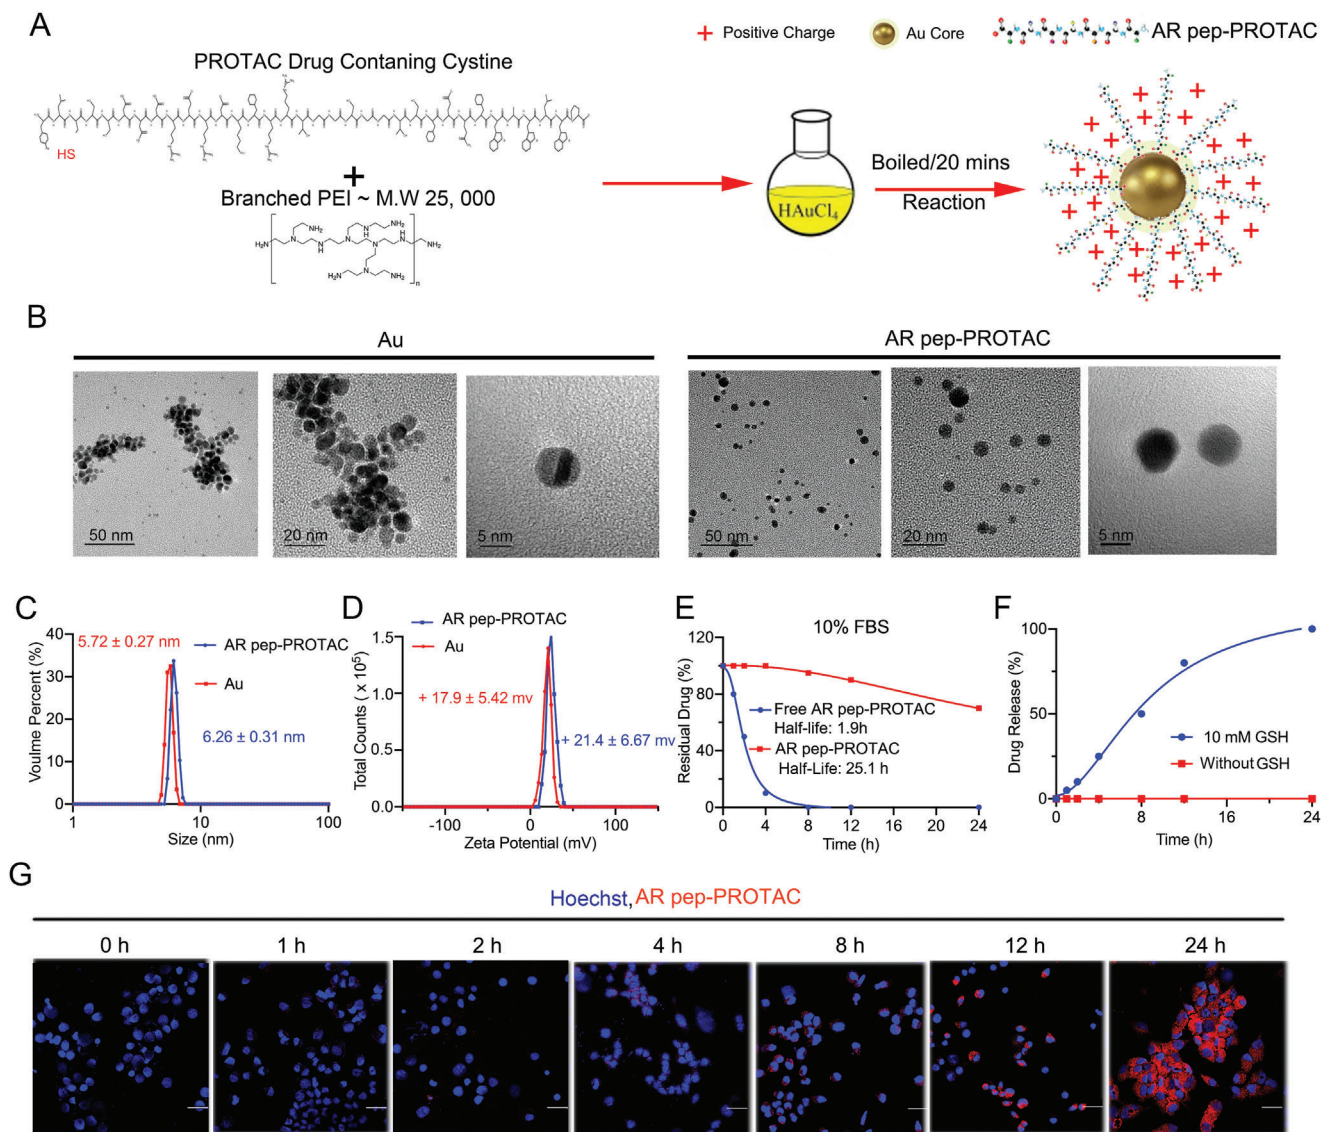 A
PROTAC Drug Contaning Cystine
HS
+
Branched PEI ~ M.W 25, 000
NH₂
NH₂
H₂N
N
N
H
N
H
N
N
H
NH₂
N
H₂N
NH₂
n
+ Positive Charge
Au Core
AR pep-PROTAC
HAuCl₄
Boiled/20 mins
Reaction
B
Au
AR pep-PROTAC
50 nm
20 nm
5 nm
50 nm
20 nm
5 nm
C
40
30
20
10
0
Voulme Percent (%)
5.72 ± 0.27 nm
AR pep-PROTAC
Au
6.26 ± 0.31 nm
1
10
100
Size (nm)
D
AR pep-PROTAC
Au
1.5
1.0
0.5
0.0
Total Counts ( x 10⁵)
+ 17.9 ± 5.42 mv
+ 21.4 ± 6.67 mv
-100
0
100
Zeta Potential (mV)
E
10% FBS
120
80
40
0
Residual Drug (%)
Free AR pep-PROTAC
Half-life: 1.9h
AR pep-PROTAC
Half-Life: 25.1 h
0
4
8
12
16
20
24
Time (h)
F
100
50
0
Drug Release (%)
10 mM GSH
Without GSH
0
8
16
24
Time (h)
G
Hoechst, AR pep-PROTAC
0 h
1 h
2 h
4 h
8 h
12 h
24 h